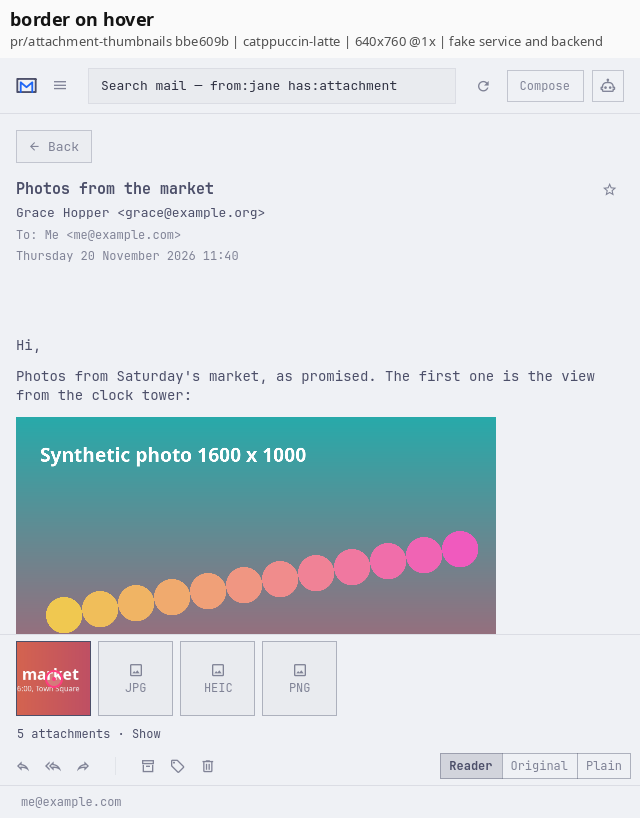 border on hover
pr/attachment-thumbnails bbe609b | catppuccin-latte | 640x760 @1x | fake service and backend
Search mail — from:jane has:attachment
Compose
← Back
Photos from the market
Grace Hopper <grace@example.org>
To: Me <me@example.com>
Thursday 20 November 2026 11:40
Hi,
Photos from Saturday's market, as promised. The first one is the view
from the clock tower:
Synthetic photo 1600 x 1000
market
6:00, Town Square
JPG
HEIC
PNG
5 attachments · Show
Reader
Original
Plain
me@example.com